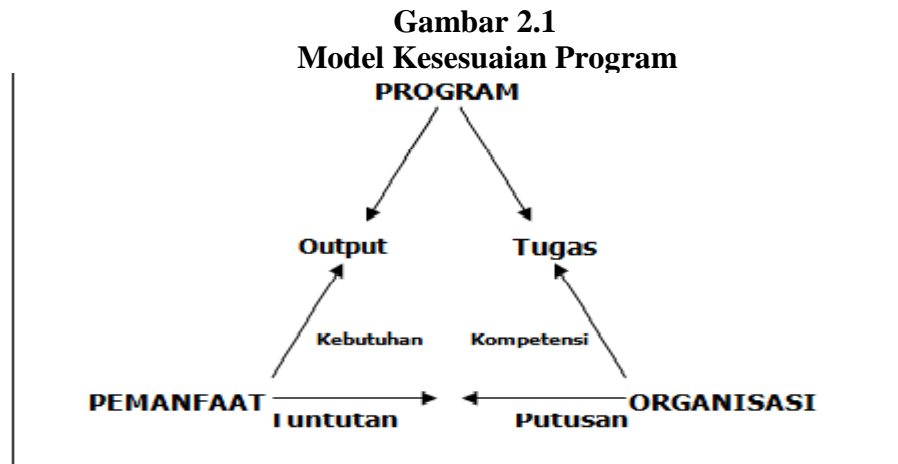 Gambar 2.1
Model Kesesuaian Program
PROGRAM
Output Tugas
Kebutuhan Kompetensi
PEMANFAAT ORGANISASI
Tuntutan Putusan